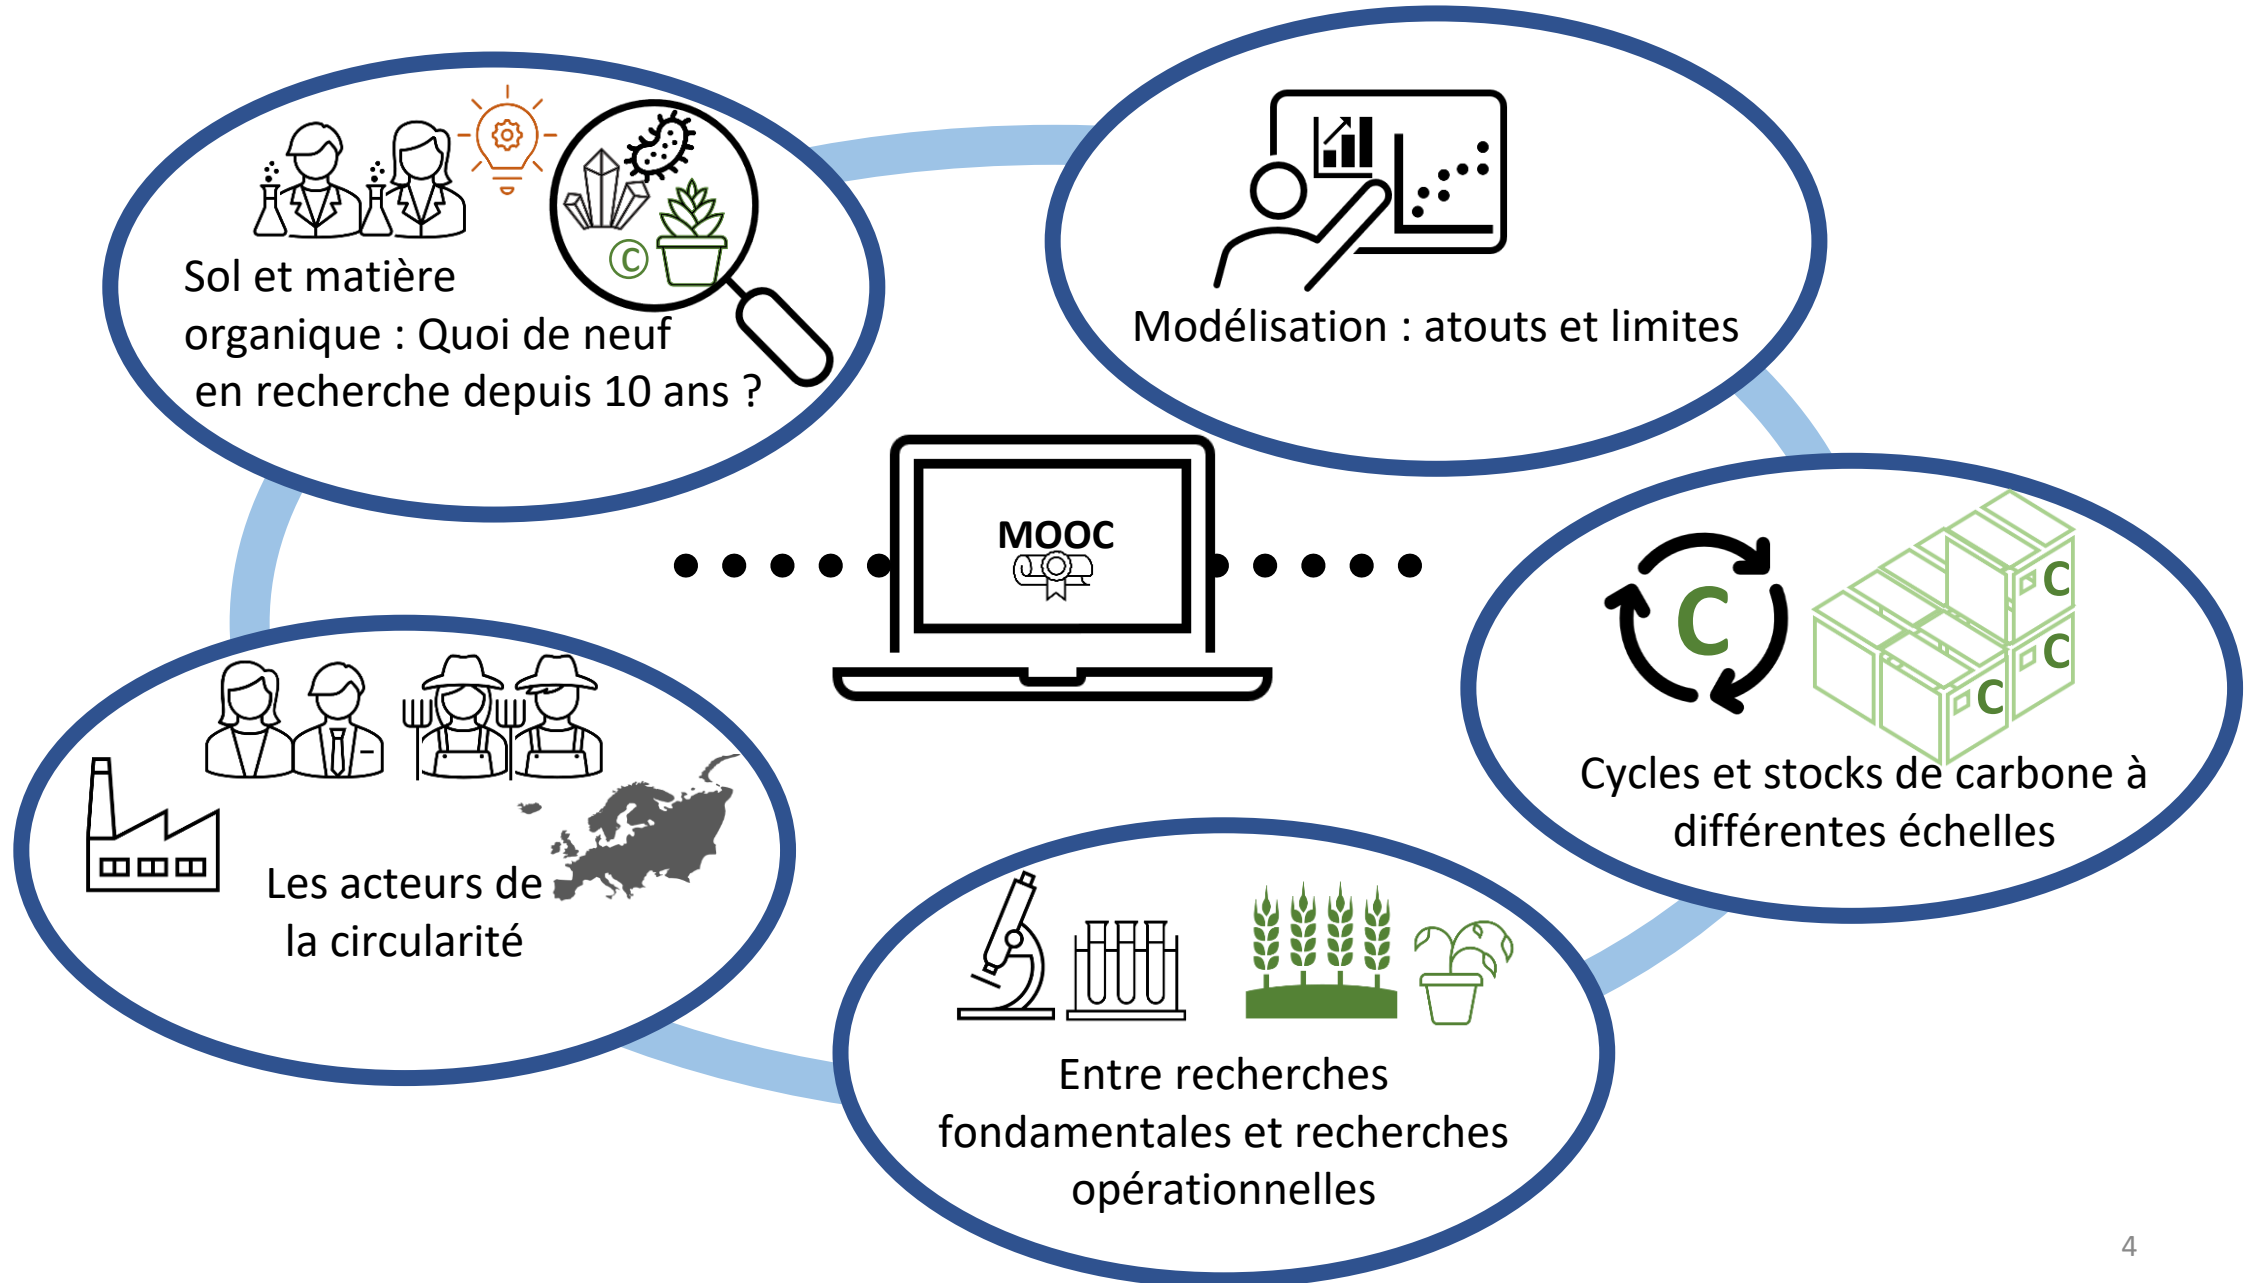 Sol et matière
organique : Quoi de neuf
en recherche depuis 10 ans ?
C
Modélisation : atouts et limites
MOOC
C
C
C
C
Cycles et stocks de carbone à
différentes échelles
Les acteurs de
la circularité
Entre recherches
fondamentales et recherches
opérationnelles
4